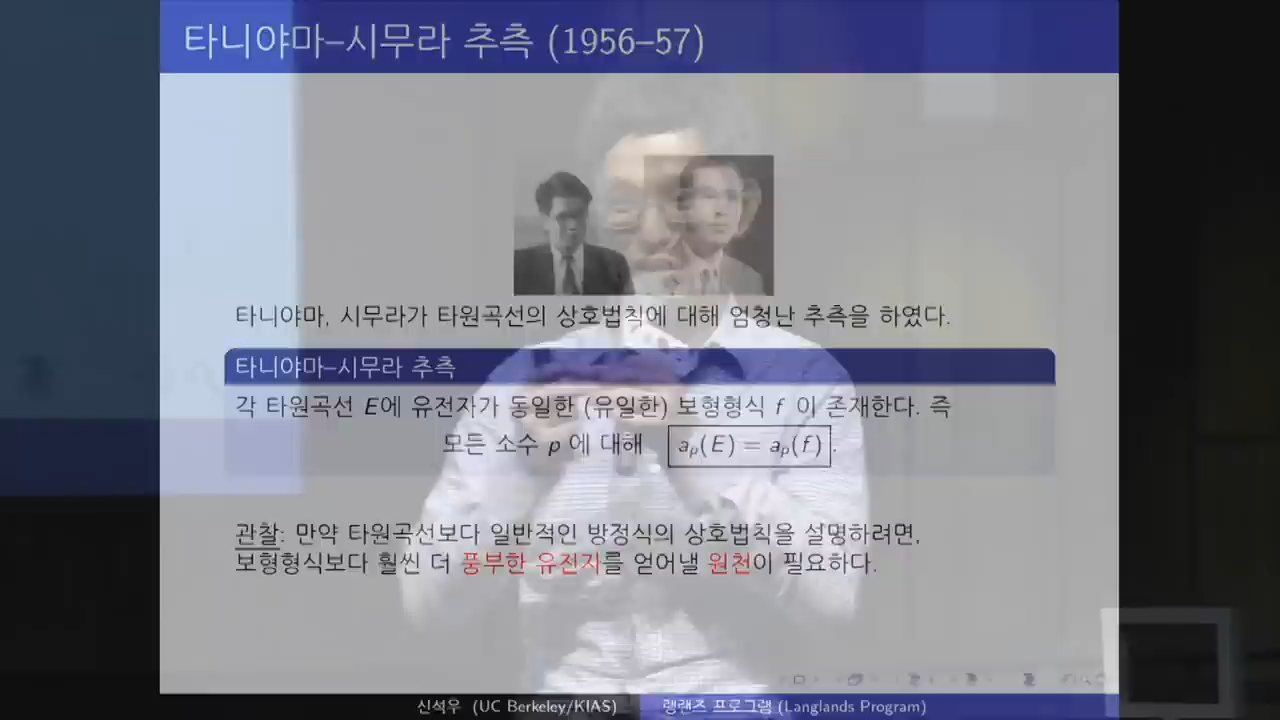 타니야마–시무라 추측 (1956–57)
타니야마, 시무라가 타원곡선의 상호법칙에 대해 엄청난 추측을 하였다.
타니야마–시무라 추측
각 타원곡선 E에 유전자가 동일한 (유일한) 보형형식 f 이 존재한다. 즉
모든 소수 p 에 대해 aₚ(E) = aₚ(f).
관찰: 만약 타원곡선보다 일반적인 방정식의 상호법칙을 설명하려면,
보형형식보다 훨씬 더 풍부한 유전자를 얻어낼 원천이 필요하다.
신석우 (UC Berkeley/KIAS) 랭랜즈 프로그램 (Langlands Program)